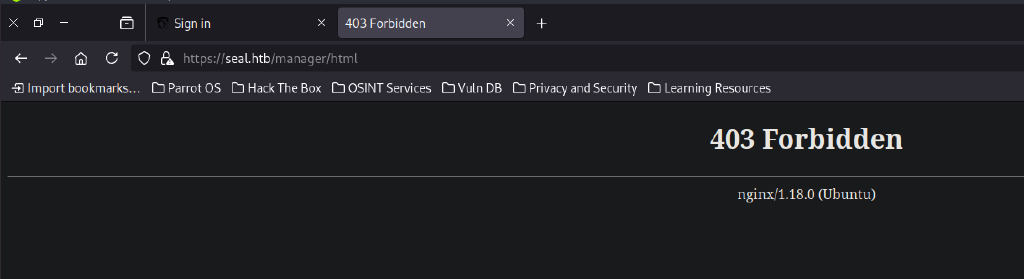 Sign in
403 Forbidden
https://seal.htb/manager/html
Import bookmarks... Parrot OS Hack The Box OSINT Services Vuln DB Privacy and Security Learning Resources
403 Forbidden
nginx/1.18.0 (Ubuntu)